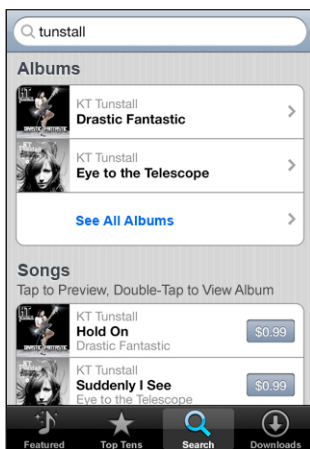 tunstall
Albums
KT Tunstall
Drastic Fantastic
KT Tunstall
Eye to the Telescope
See All Albums
Songs
Tap to Preview, Double-Tap to View Album
KT Tunstall
Hold On
Drastic Fantastic
$0.99
KT Tunstall
Suddenly I See
Eye to the Telescope
$0.99
Featured
Top Tens
Search
Downloads